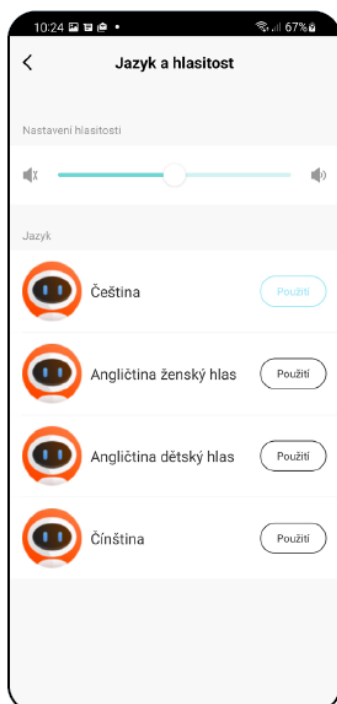 10:24
67%
Jazyk a hlasitost
Nastavení hlasitosti
Jazyk
Čeština
Použití
Angličtina ženský hlas
Použití
Angličtina dětský hlas
Použití
Čínština
Použití